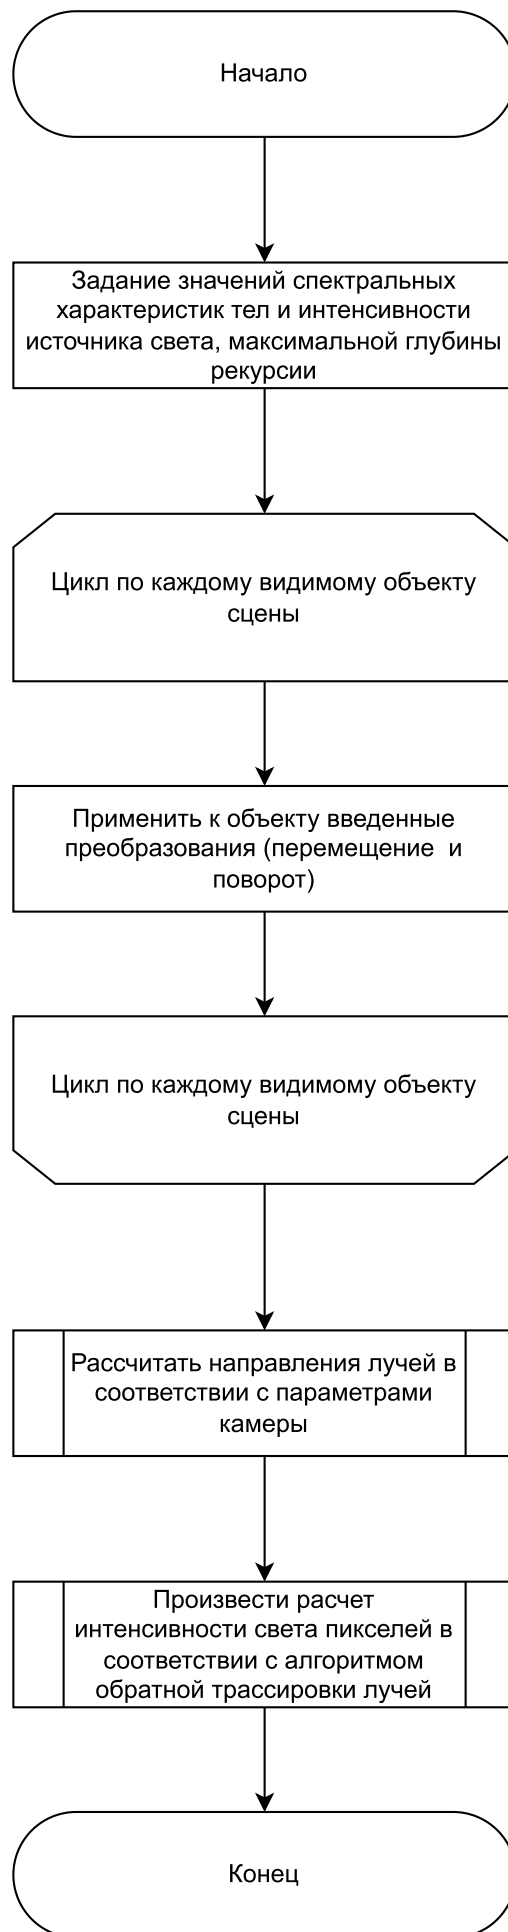 Начало
Задание значений спектральных
характеристик тел и интенсивности
источника света, максимальной глубины
рекурсии
Цикл по каждому видимому объекту
сцены
Применить к объекту введенные
преобразования (перемещение  и
поворот)
Цикл по каждому видимому объекту
сцены
Рассчитать направления лучей в
соответствии с параметрами
камеры
Произвести расчет
интенсивности света пикселей в
соответствии с алгоритмом
обратной трассировки лучей
Конец